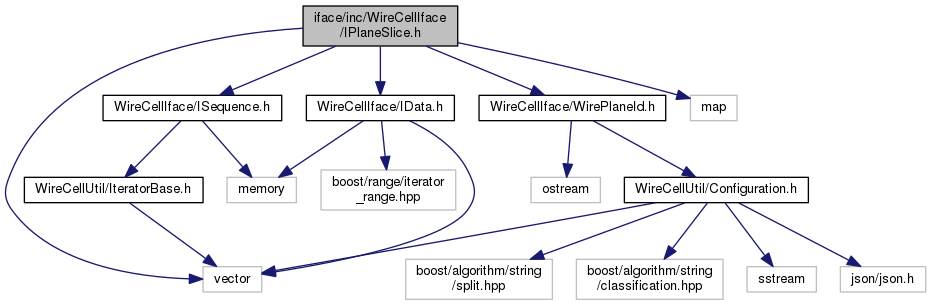 iface/inc/WireCellIface
/IPlaneSlice.h
WireCellIface/ISequence.h
WireCellIface/IData.h
WireCellIface/WirePlaneId.h
map
WireCellUtil/IteratorBase.h
memory
boost/range/iterator
_range.hpp
ostream
WireCellUtil/Configuration.h
vector
boost/algorithm/string
/split.hpp
boost/algorithm/string
/classification.hpp
sstream
json/json.h